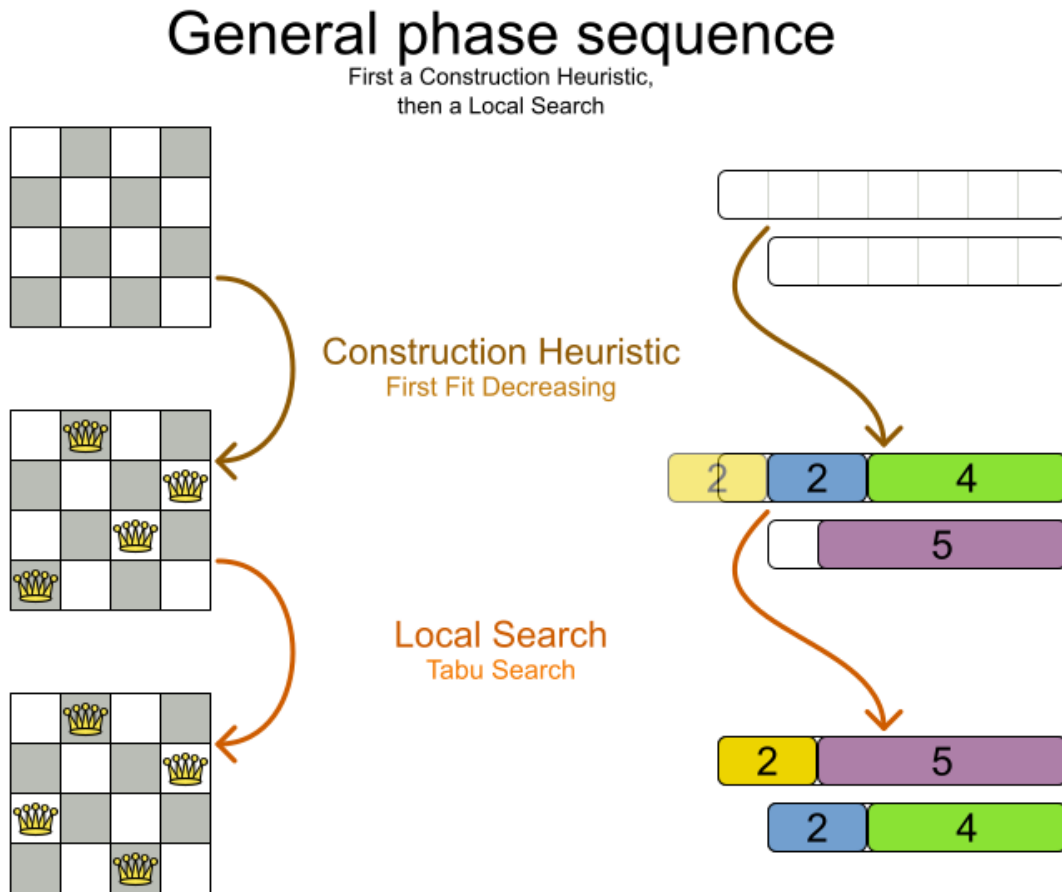 General phase sequence
First a Construction Heuristic,
then a Local Search
Construction Heuristic
First Fit Decreasing
2 2 4
5
Local Search
Tabu Search
2 5
2 4